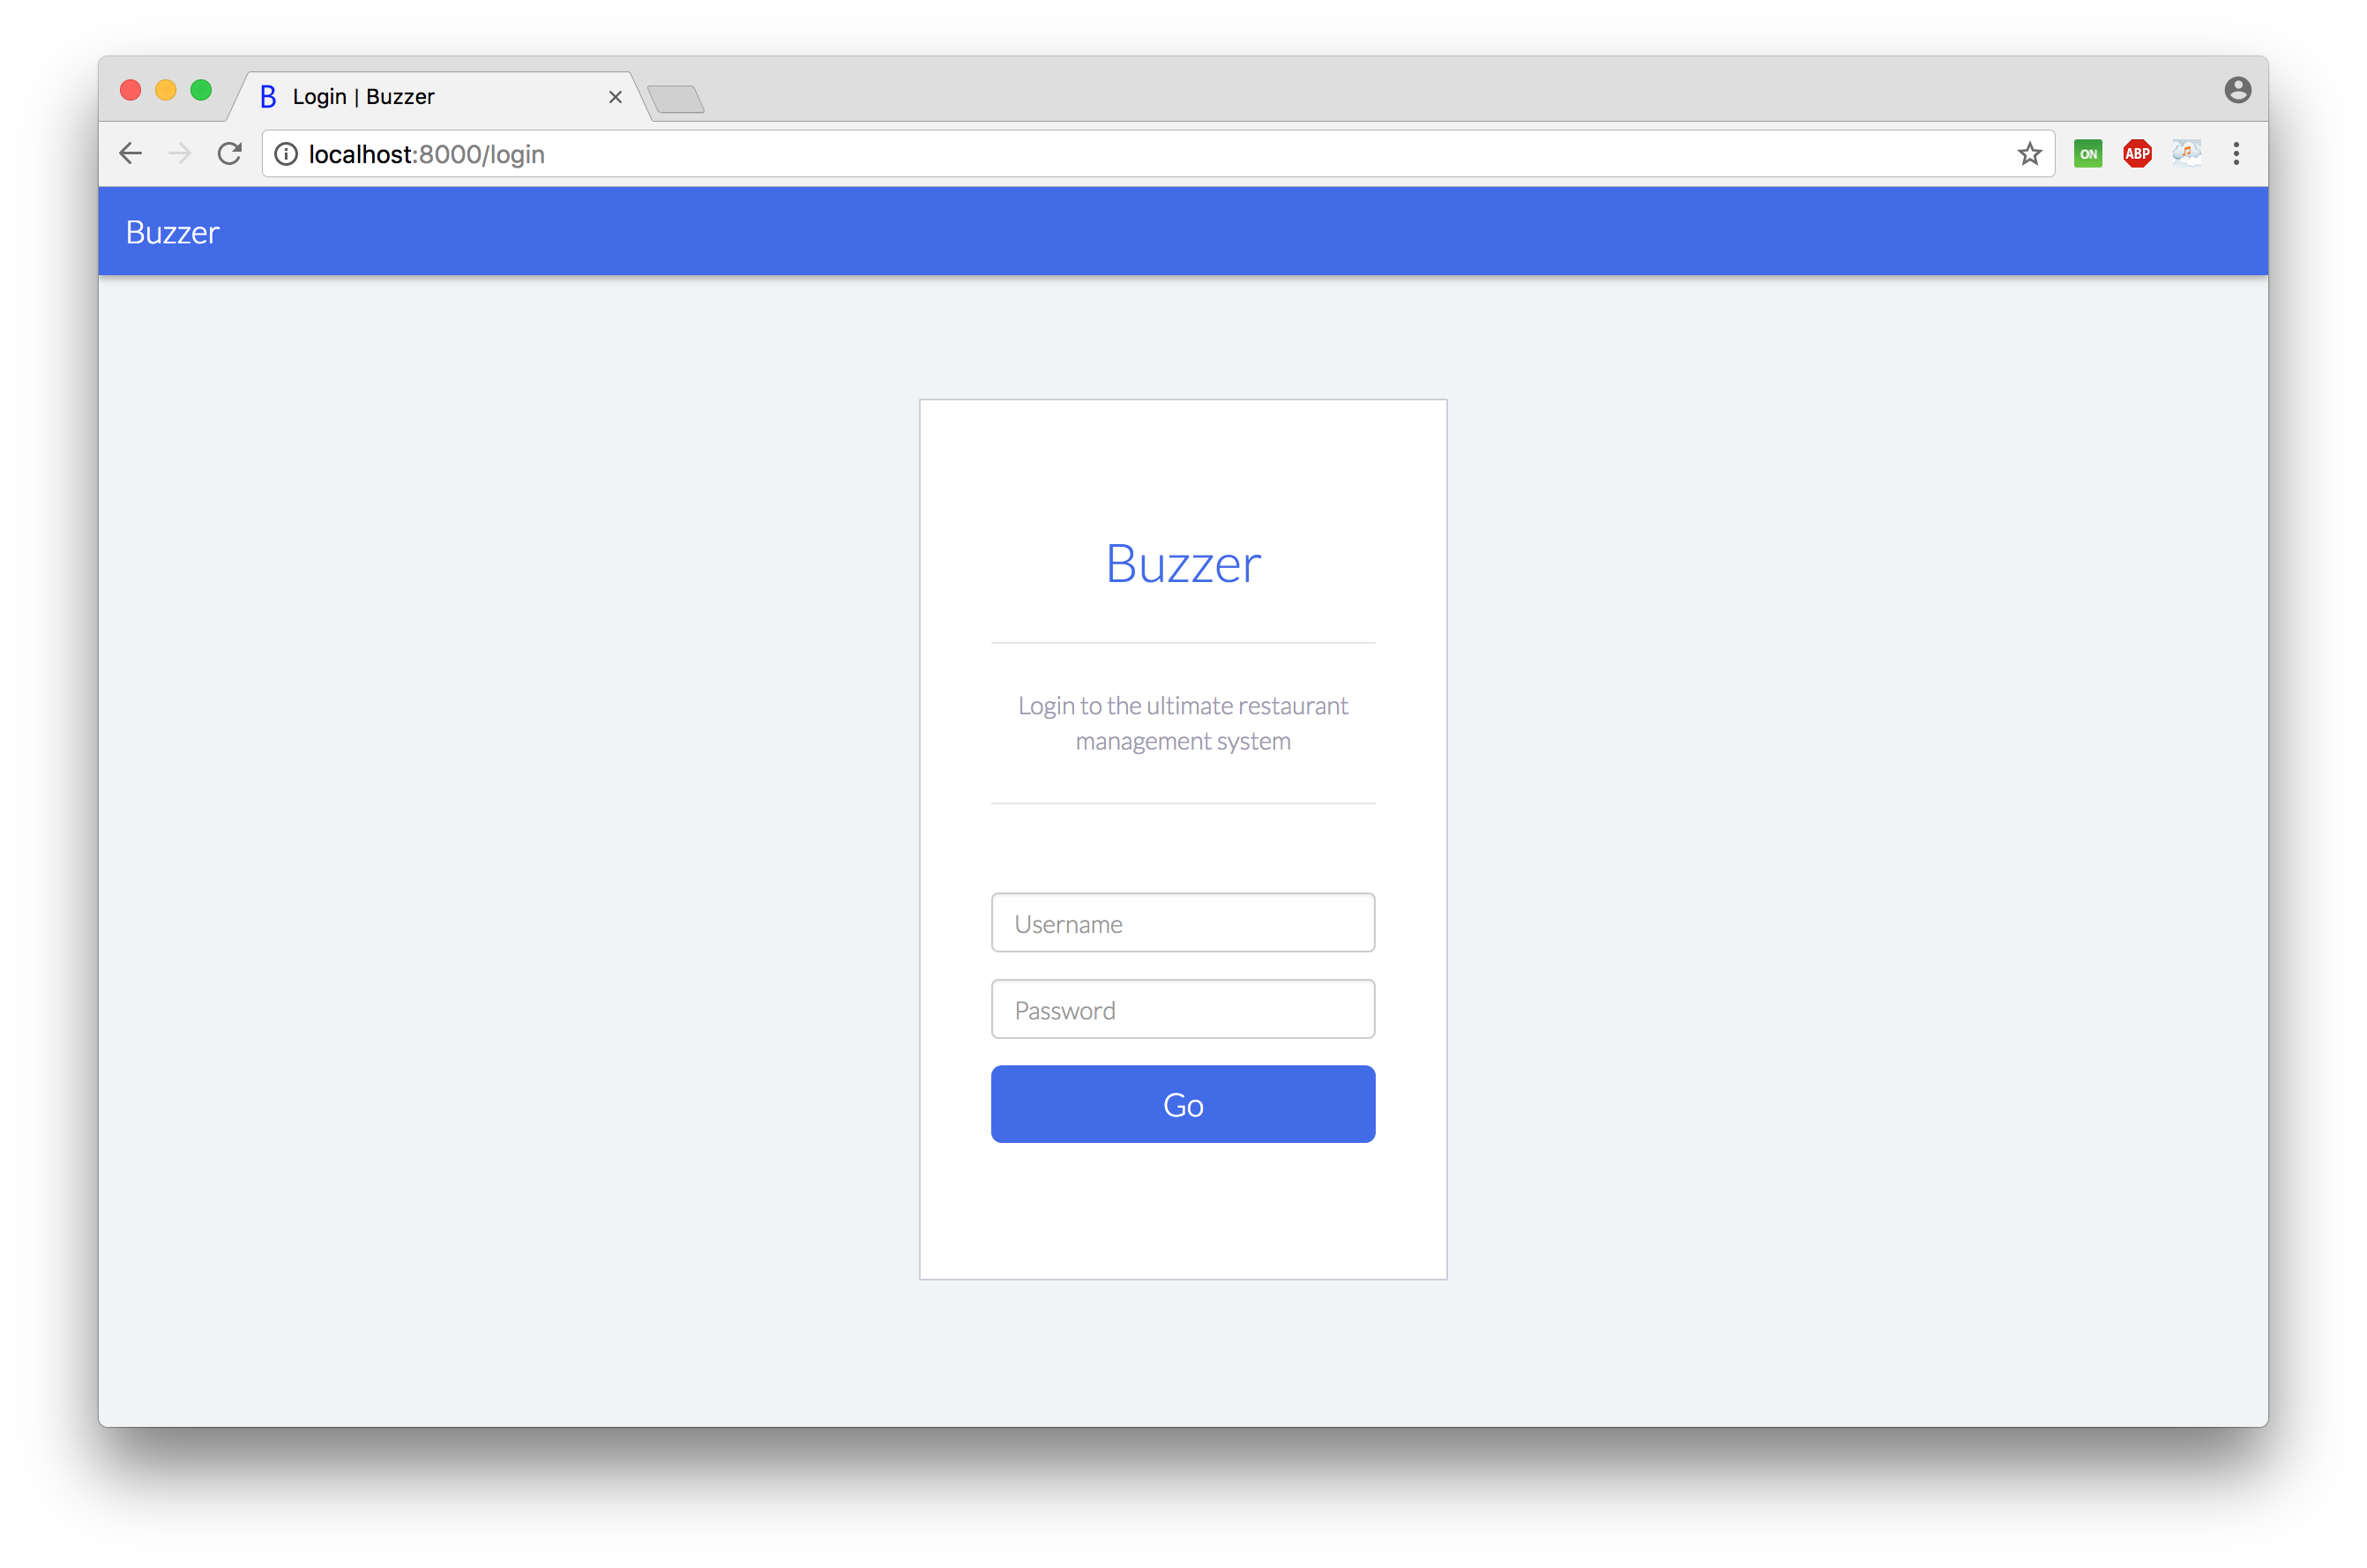 B Login | Buzzer
localhost:8000/login
ON
ABP
Buzzer
Buzzer
Login to the ultimate restaurant
management system
Username
Password
Go